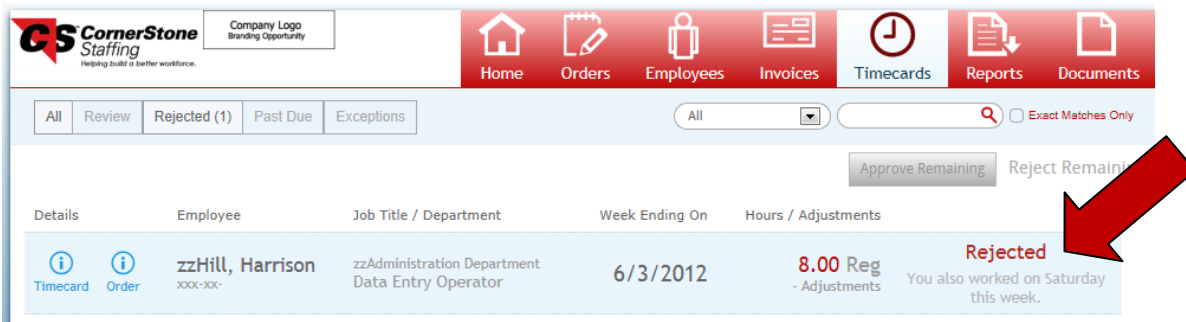 CS CornerStone
Staffing
Helping build a better workforce.
Company Logo
Branding Opportunity
Home Orders Employees Invoices Timecards Reports Documents
All Review Rejected (1) Past Due Exceptions All Exact Matches Only
Approve Remaining Reject
Details Employee Job Title / Department Week Ending On Hours / Adjustments
Timecard Order
zzHill, Harrison
xxx-xx-
zzAdministration Department
Data Entry Operator
6/3/2012
8.00 Reg
- Adjustments
Rejected
You also worked on Saturday
this week.